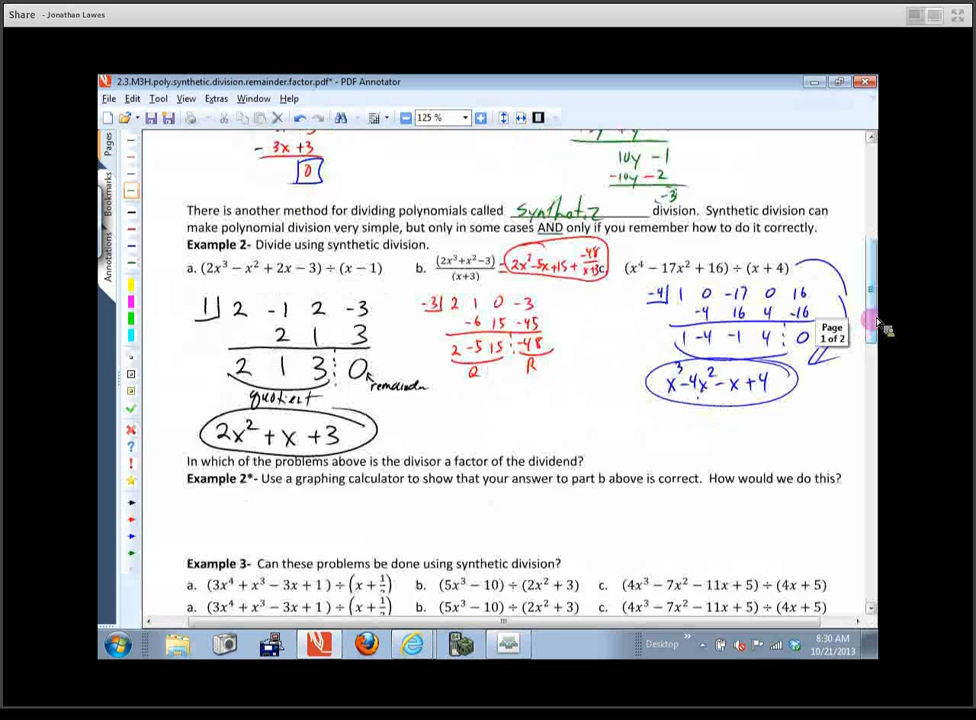 Share - Jonathan Lawes
2.3.M3H.poly.synthetic.division.remainder.factor.pdf* - PDF Annotator
File Edit Tool View Extras Window Help
125 %
Pages
Bookmarks
Sidebar
- 3x +3
0
10y -1
-10y -2
-3
There is another method for dividing polynomials called synthetic division. Synthetic division can
make polynomial division very simple, but only in some cases AND only if you remember how to do it correctly.
Example 2- Divide using synthetic division.
a. (2x³ − x² + 2x − 3) ÷ (x − 1) b. (2x³+x²−3)/(x+3) = 2x²-5x+15+ -48/x+3 c. (x⁴ − 17x² + 16) ÷ (x + 4)
1| 2 -1 2 -3
2 1 3
2 1 3 0
remainder
quotient
2x² + x + 3
-3| 2 1 0 -3
-6 15 -45
2 -5 15 -48
Q R
-4| 1 0 -17 0 16
-4 16 4 -16
1 -4 -1 4 0
x³-4x²-x+4
Page
1 of 2
In which of the problems above is the divisor a factor of the dividend?
Example 2*- Use a graphing calculator to show that your answer to part b above is correct. How would we do this?
Example 3- Can these problems be done using synthetic division?
a. (3x⁴ + x³ − 3x + 1) ÷ (x + 1/ b. (5x³ − 10) ÷ (2x² + 3) c. (4x³ − 7x² − 11x + 5) ÷ (4x + 5)
a. (3x⁴ + x³ − 3x + 1) ÷ (x + 1/ b. (5x³ − 10) ÷ (2x² + 3) c. (4x³ − 7x² − 11x + 5) ÷ (4x + 5)
Desktop
8:30 AM
10/21/2013